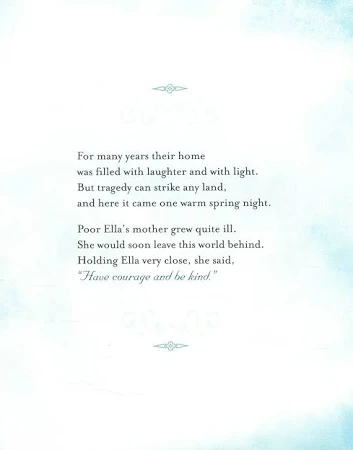 For many years their home
was filled with laughter and with light.
But tragedy can strike any land,
and here it came one warm spring night.
Poor Ella's mother grew quite ill.
She would soon leave this world behind.
Holding Ella very close, she said,
"Have courage and be kind."